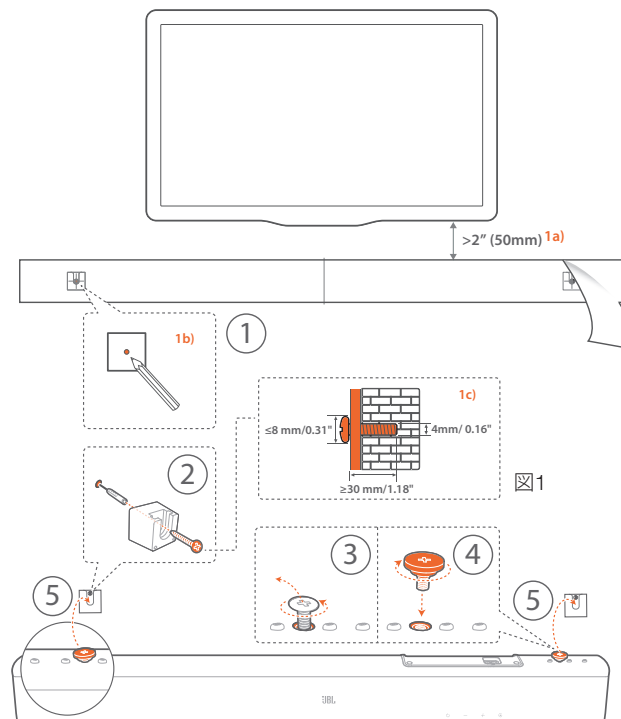 >2” (50mm) 1a)
1b)
1
1c)
≤8 mm/0.31"
4mm/ 0.16"
≥30 mm/1.18"
2
図1
3
4
5
5
JBL